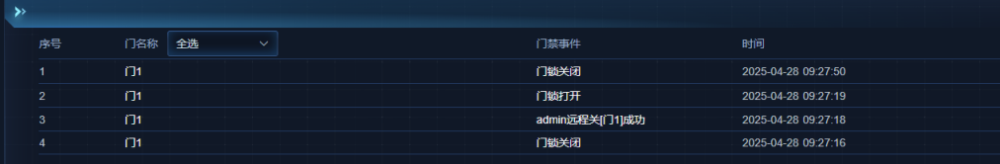 序号 门名称 全选 门禁事件 时间
1 门1 门锁关闭 2025-04-28 09:27:50
2 门1 门锁打开 2025-04-28 09:27:19
3 门1 admin远程关[门1]成功 2025-04-28 09:27:18
4 门1 门锁关闭 2025-04-28 09:27:16